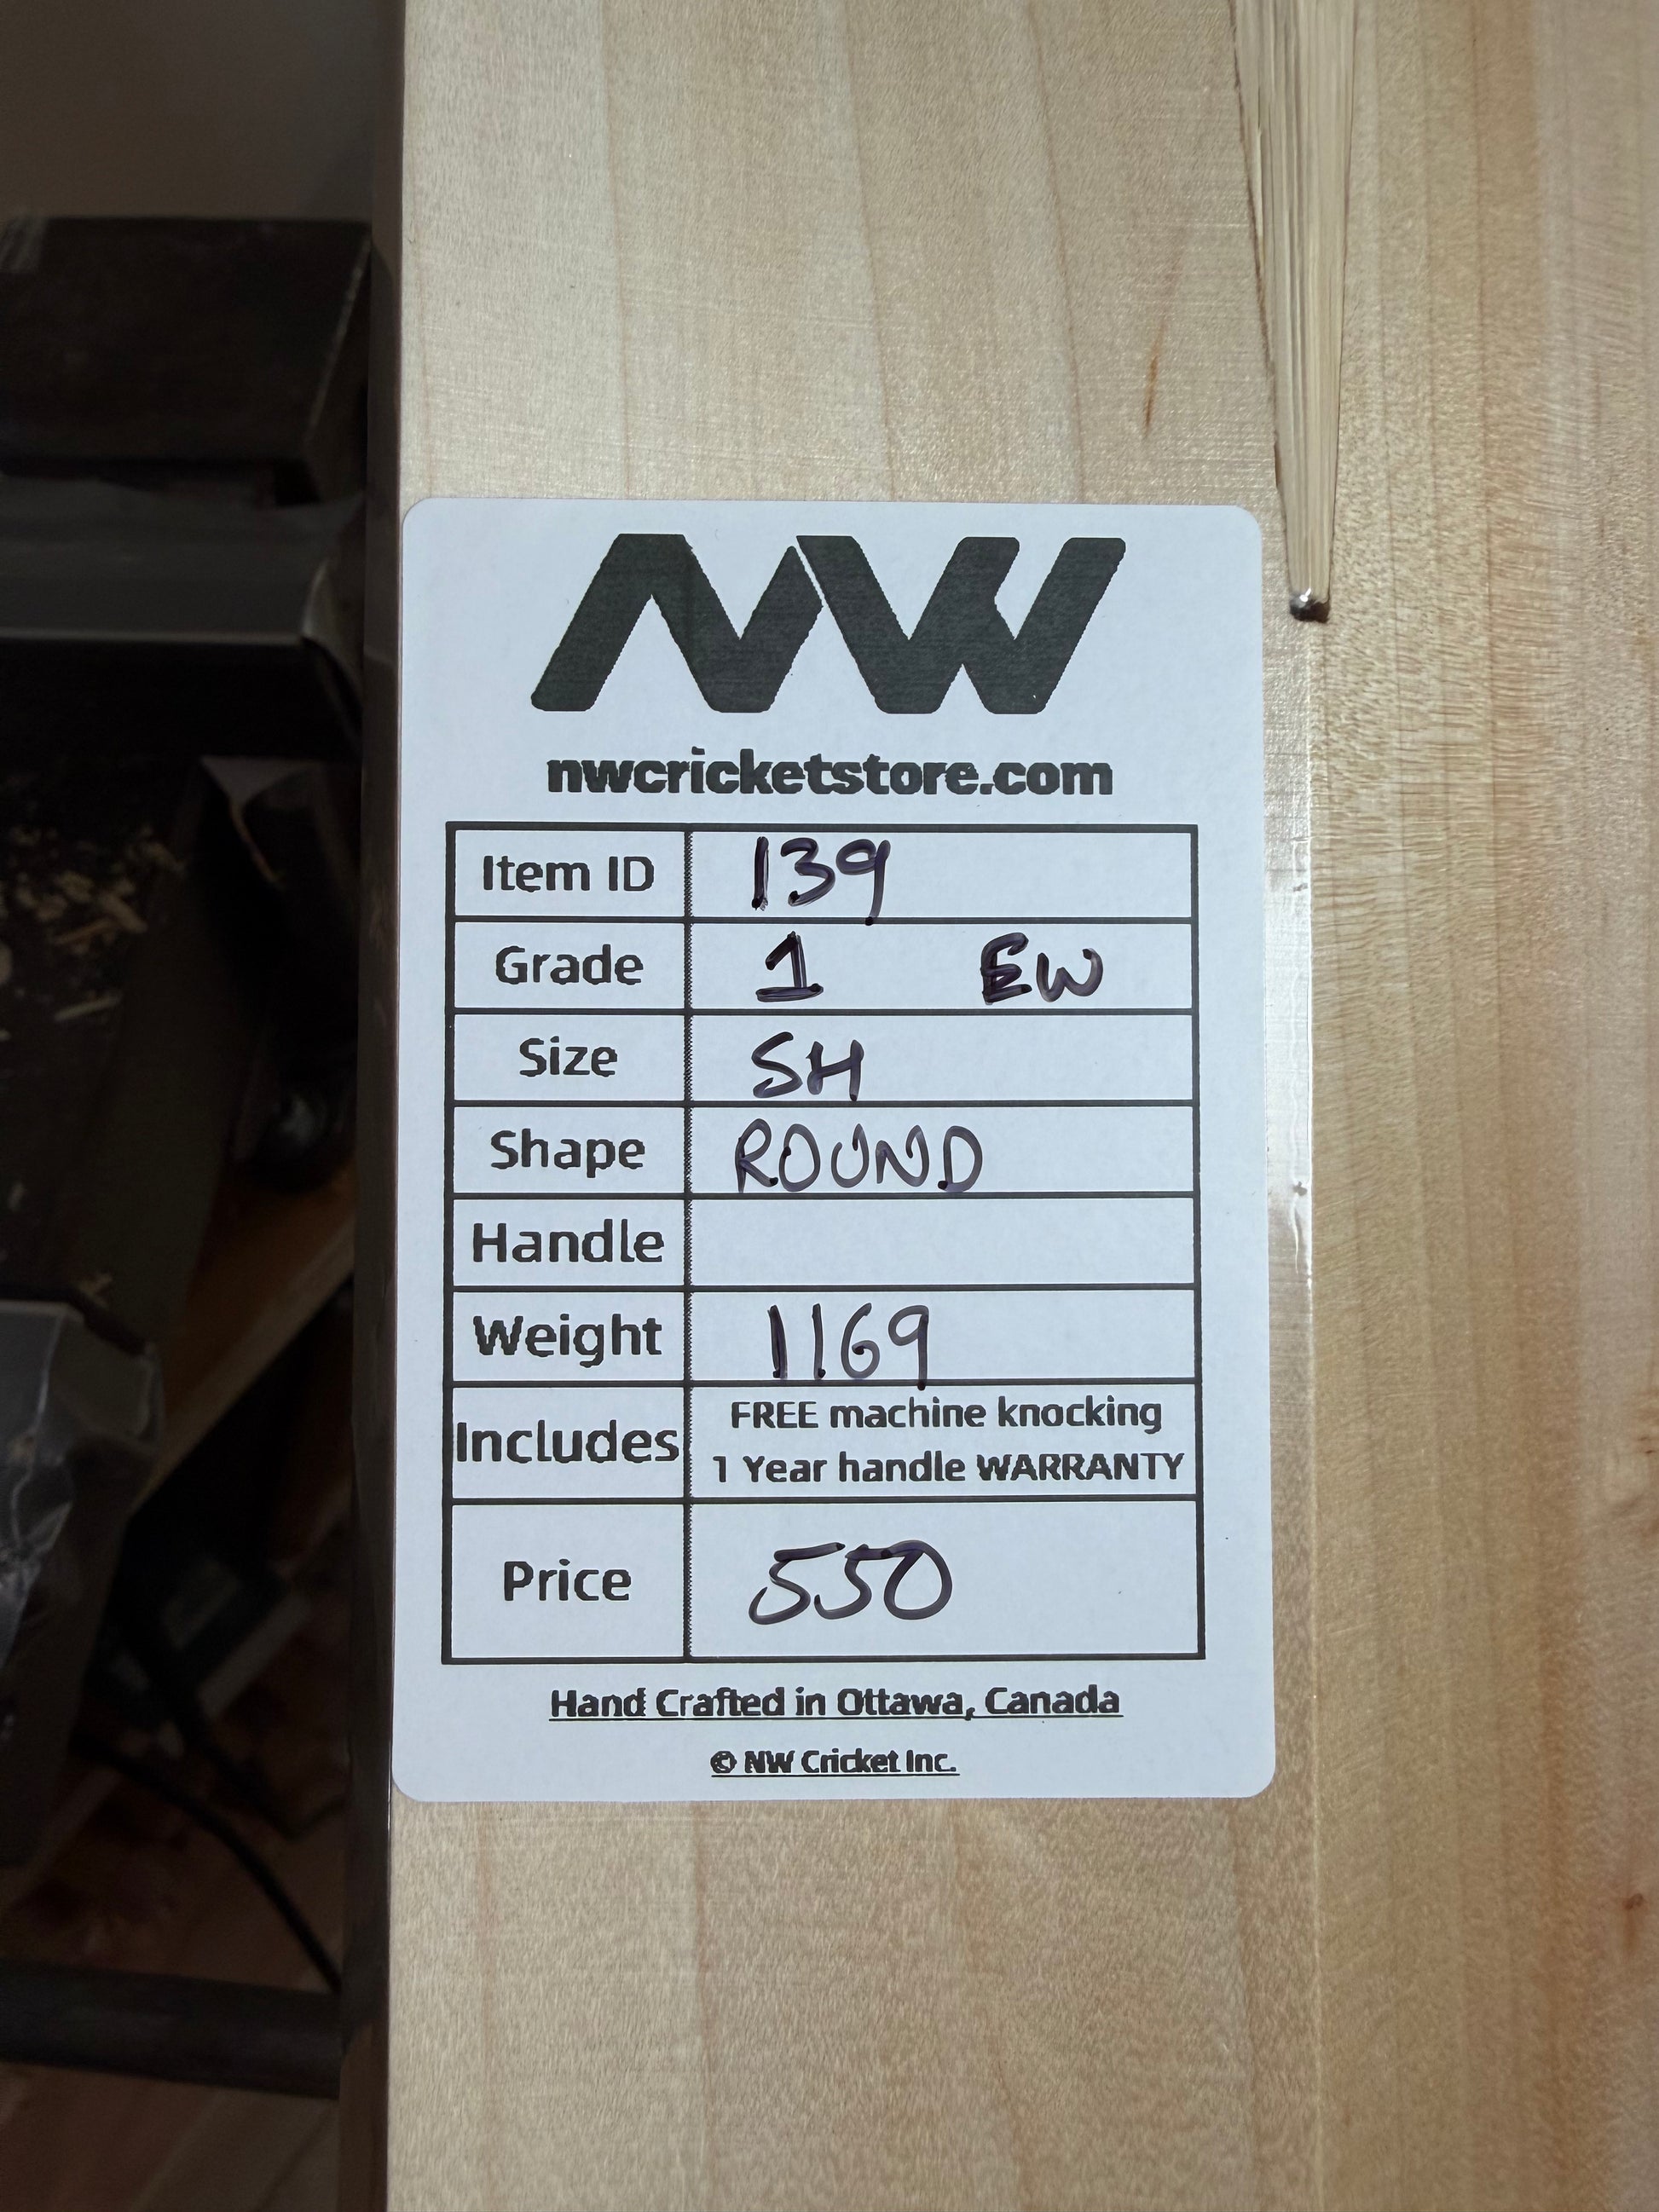 NW
nwcricketstore.com
Item ID 139
Grade 1 EW
Size SH
Shape ROUND
Handle
Weight 1169
Includes FREE machine knocking
1 Year handle WARRANTY
Price 550
Hand Crafted in Ottawa, Canada
© NW Cricket Inc.